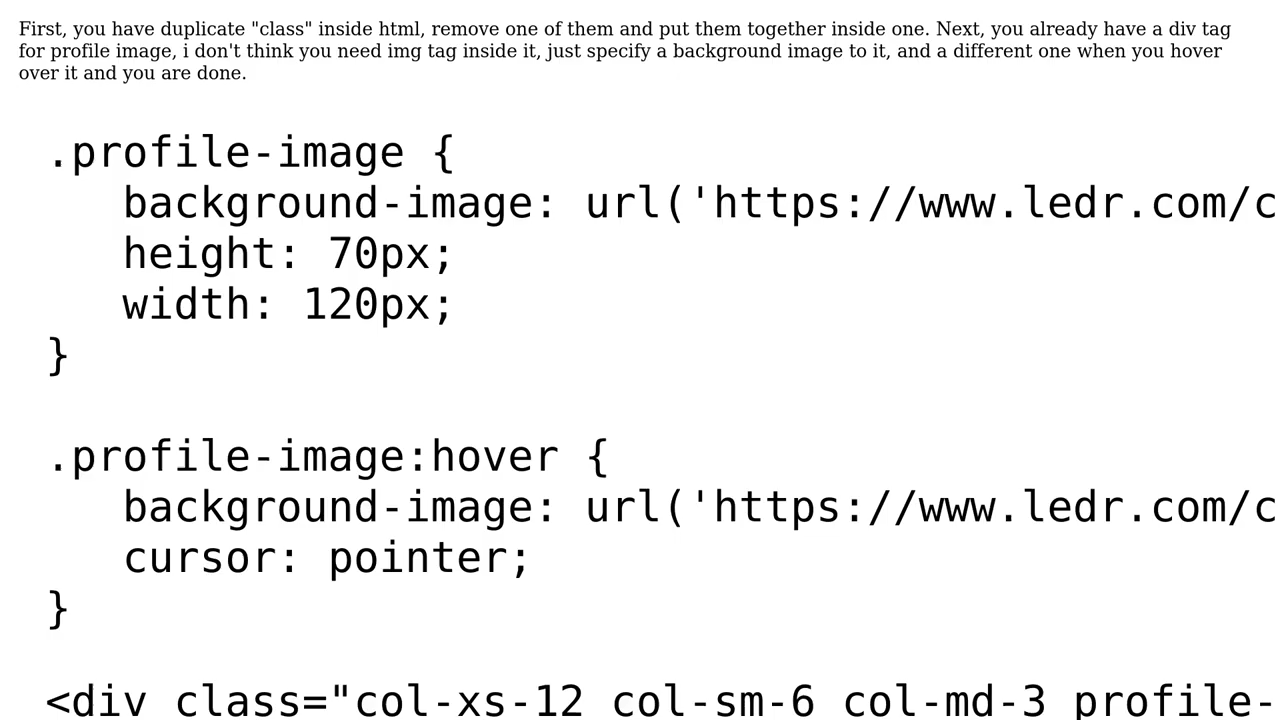 First, you have duplicate "class" inside html, remove one of them and put them together inside one. Next, you already have a div tag
for profile image, i don't think you need img tag inside it, just specify a background image to it, and a different one when you hover
over it and you are done.
.profile-image {
background-image: url('https://www.ledr.com/c
height: 70px;
width: 120px;
}
.profile-image:hover {
background-image: url('https://www.ledr.com/c
cursor: pointer;
}
<div class="col-xs-12 col-sm-6 col-md-3 profile-